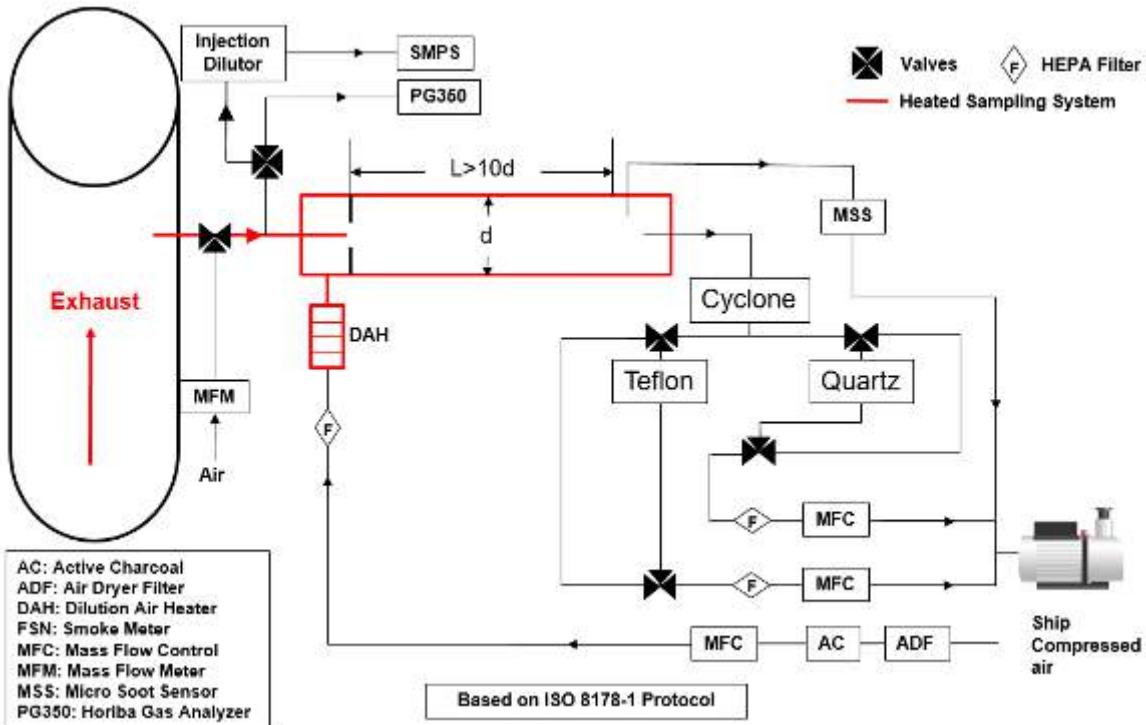 Injection
Dilutor
SMPS
PG350
Valves
F
HEPA Filter
Heated Sampling System
L>10d
d
MSS
Exhaust
DAH
Cyclone
Teflon
Quartz
MFM
F
Air
F
MFC
F
MFC
MFC
AC
ADF
Ship
Compressed
air
AC: Active Charcoal
ADF: Air Dryer Filter
DAH: Dilution Air Heater
FSN: Smoke Meter
MFC: Mass Flow Control
MFM: Mass Flow Meter
MSS: Micro Soot Sensor
PG350: Horiba Gas Analyzer
Based on ISO 8178-1 Protocol